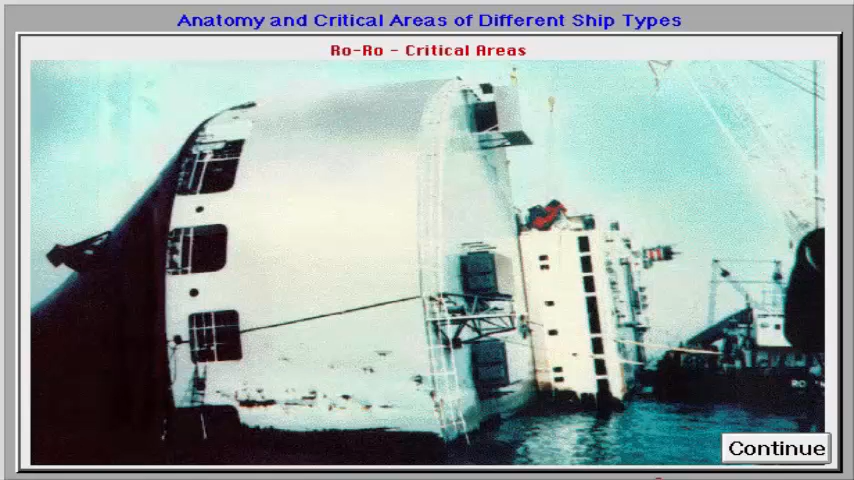 Anatomy and Critical Areas of Different Ship Types
Ro-Ro - Critical Areas
Continue